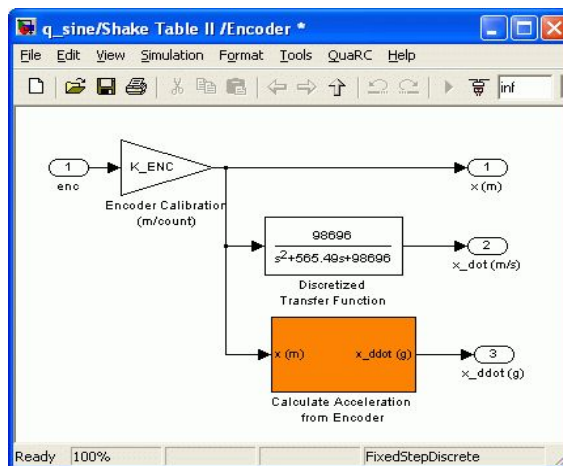 q_sine/Shake Table II /Encoder *
File Edit View Simulation Format Tools QuaRC Help
inf
1
enc
K_ENC
Encoder Calibration
(m/count)
1
x (m)
98696
s²+565.49s+98696
Discretized
Transfer Function
2
x_dot (m/s)
x (m) x_ddot (g)
Calculate Acceleration
from Encoder
3
x_ddot (g)
Ready 100% FixedStepDiscrete